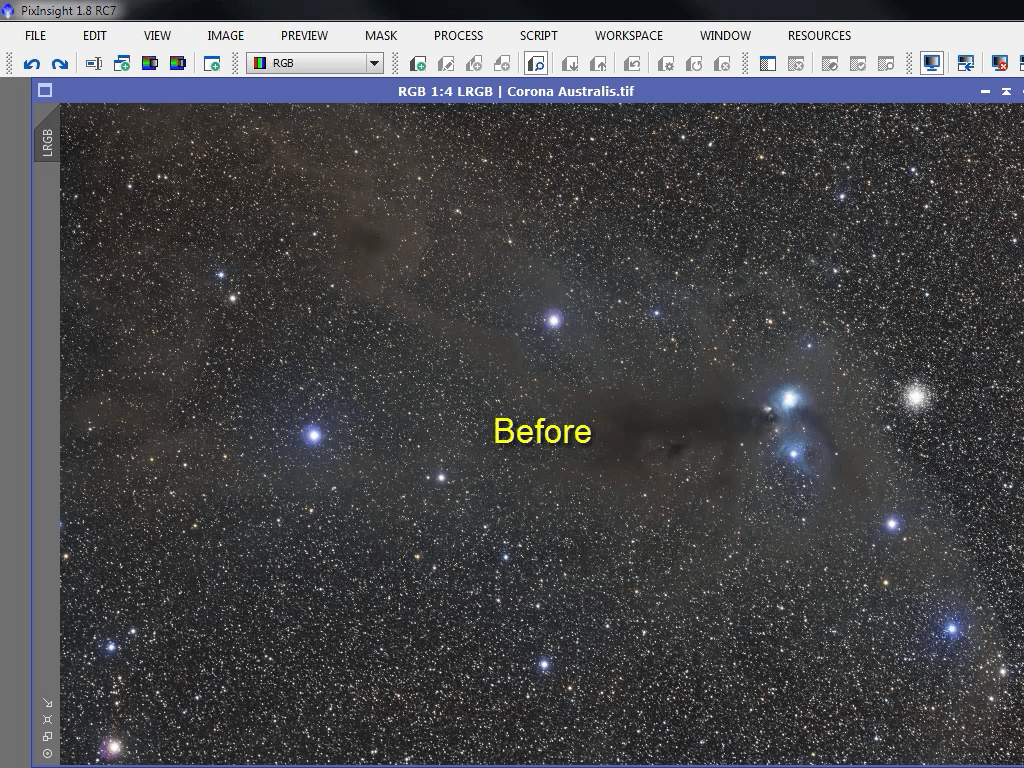 PixInsight 1.8 RC7
FILE EDIT VIEW IMAGE PREVIEW MASK PROCESS SCRIPT WORKSPACE WINDOW RESOURCES
RGB
RGB 1:4 LRGB | Corona Australis.tif
LRGB
Before